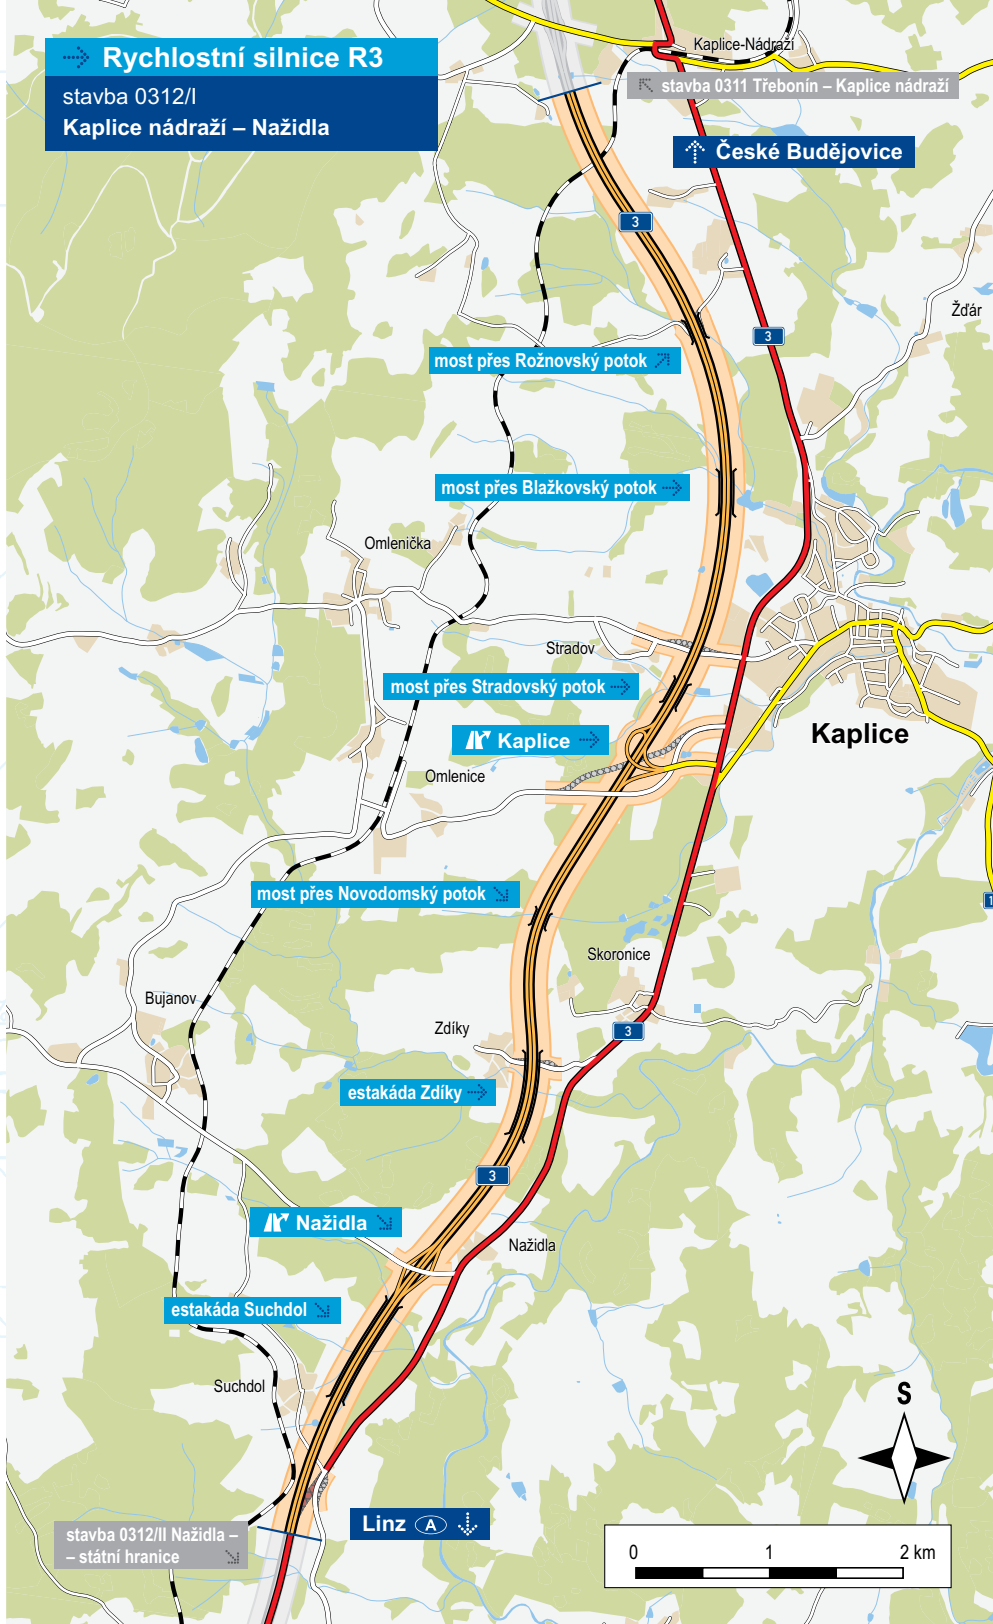 Rychlostní silnice R3
stavba 0312/I
Kaplice nádraží – Nažidla
Kaplice-Nádraží
stavba 0311 Třebonín – Kaplice nádraží
České Budějovice
3
Žďár
3
most přes Rožnovský potok
most přes Blažkovský potok
Omlenička
Stradov
most přes Stradovský potok
Kaplice
Kaplice
Omlenice
most přes Novodomský potok
1
Skoronice
Bujanov
Zdíky
3
estakáda Zdíky
3
Nažidla
Nažidla
estakáda Suchdol
Suchdol
S
Linz A
stavba 0312/II Nažidla –
– státní hranice
0 1 2 km